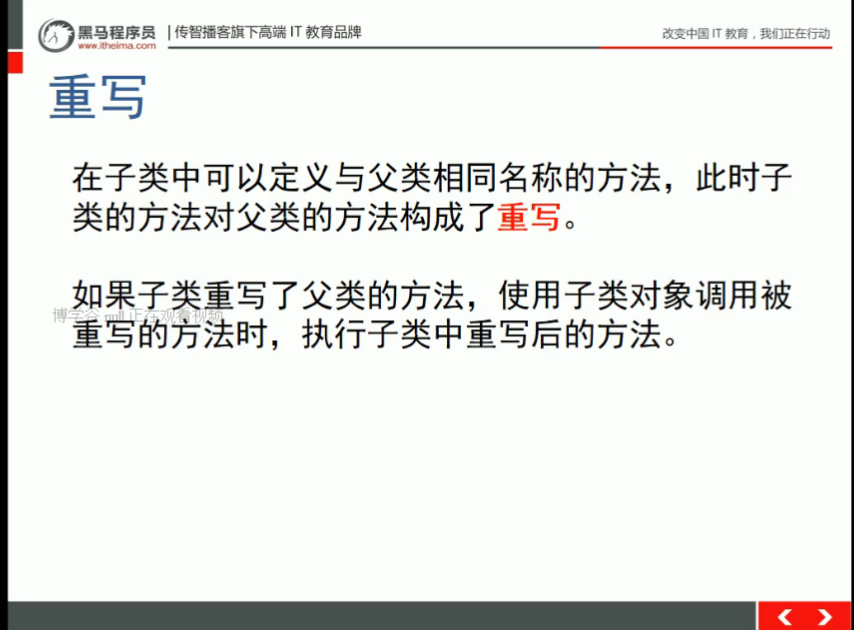 黑马程序员 | 传智播客旗下高端 IT 教育品牌
www.itheima.com
改变中国 IT 教育，我们正在行动
重写
在子类中可以定义与父类相同名称的方法，此时子
类的方法对父类的方法构成了重写。
如果子类重写了父类的方法，使用子类对象调用被
博学谷 null 正在观看视频
重写的方法时，执行子类中重写后的方法。